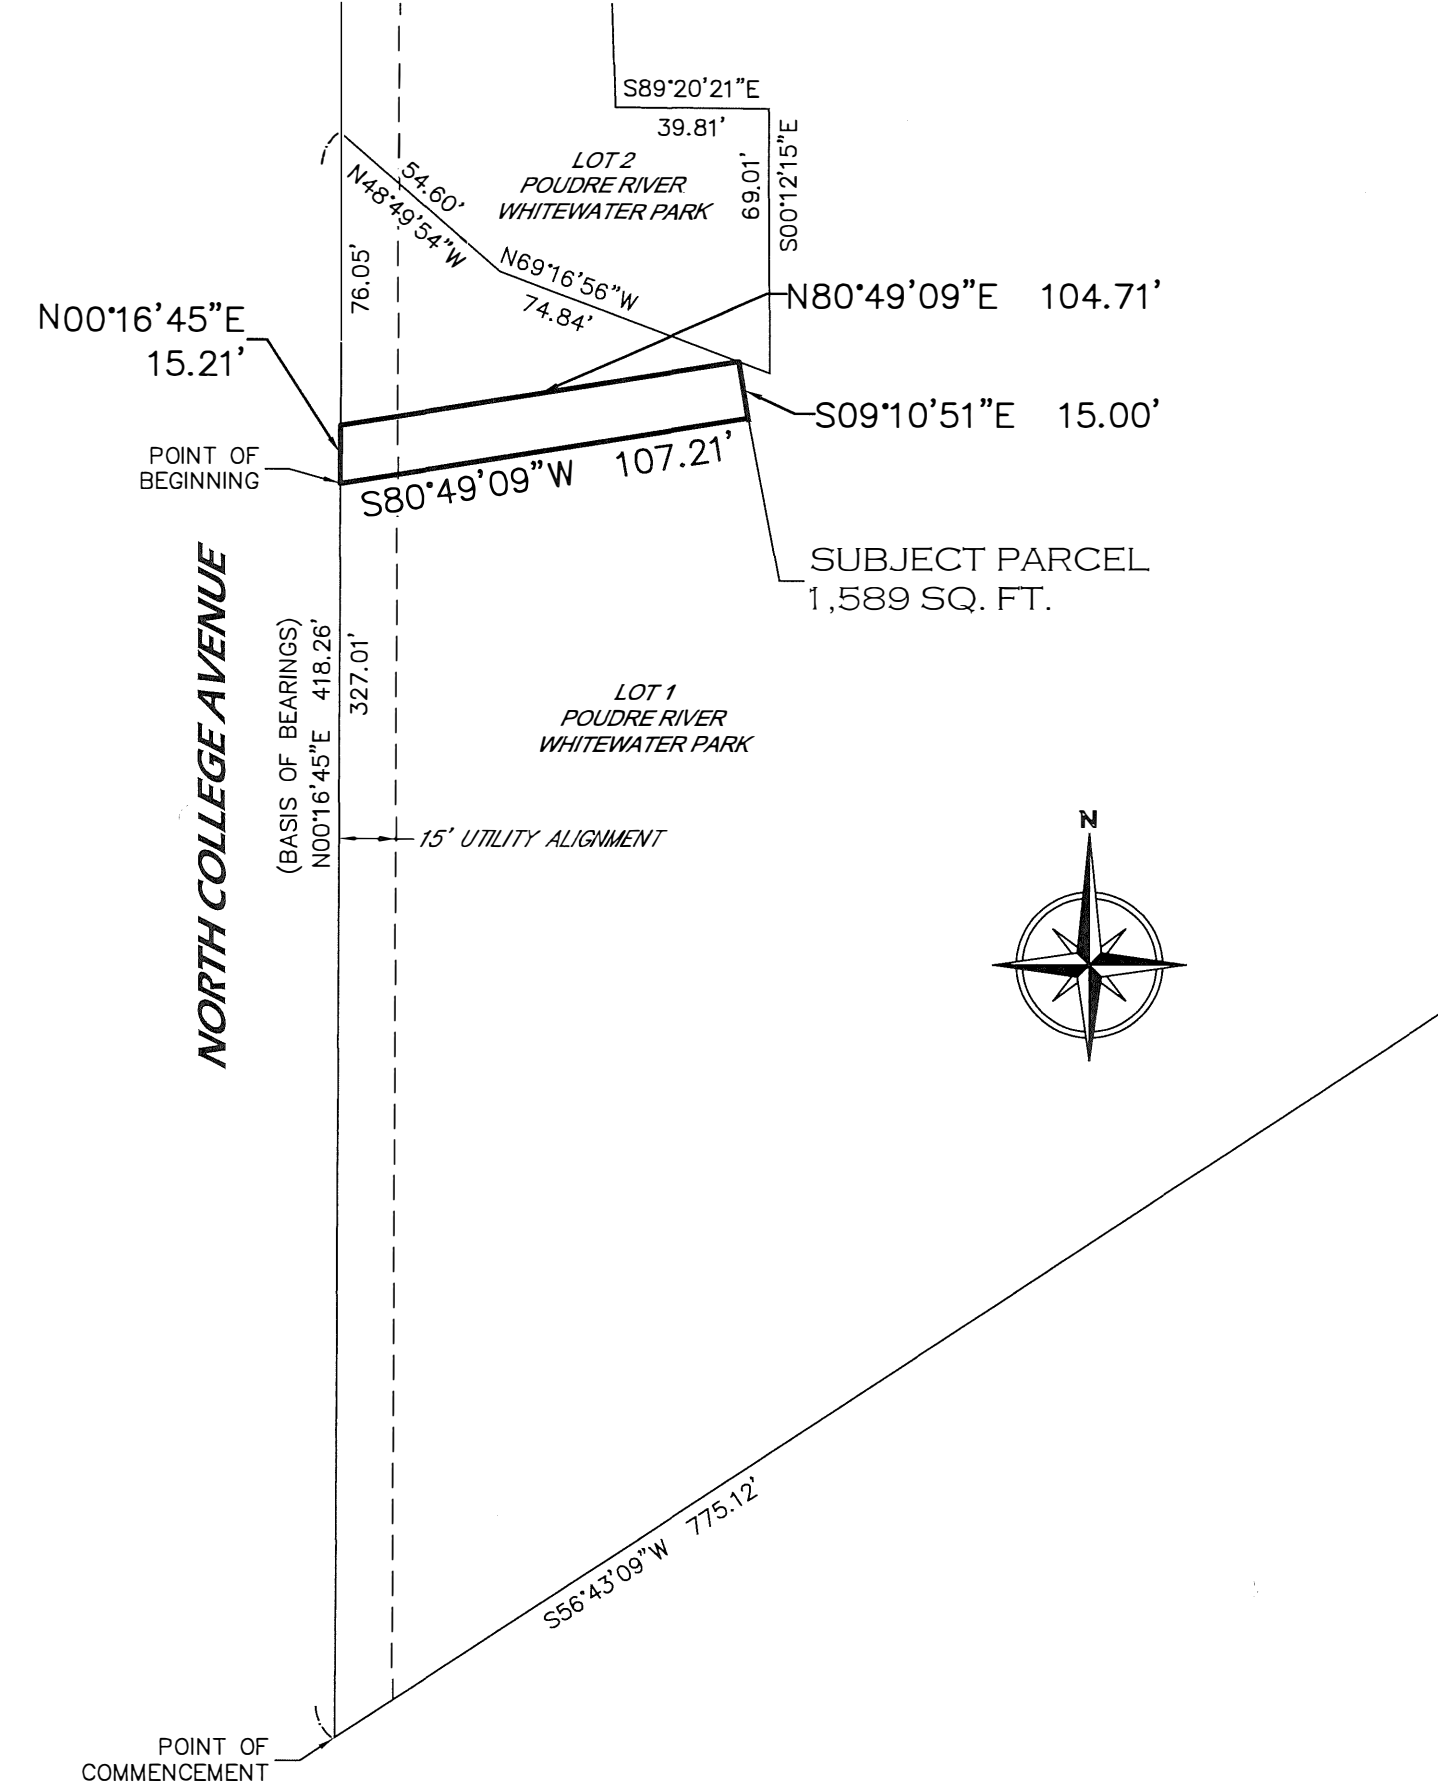 S89°20'21"E
39.81'
S00°12'15"E
69.01'
LOT 2
POUDRE RIVER
WHITEWATER PARK
54.60'
N48°49'54"W
N69°16'56"W
74.84'
76.05'
N80°49'09"E 104.71'
N00°16'45"E
15.21'
S09°10'51"E 15.00'
POINT OF
BEGINNING
S80°49'09"W 107.21'
SUBJECT PARCEL
1,589 SQ. FT.
NORTH COLLEGE AVENUE
(BASIS OF BEARINGS)
N00°16'45"E 418.26'
327.01'
LOT 1
POUDRE RIVER
WHITEWATER PARK
15' UTILITY ALIGNMENT
N
S56°43'09"W 775.12'
POINT OF
COMMENCEMENT